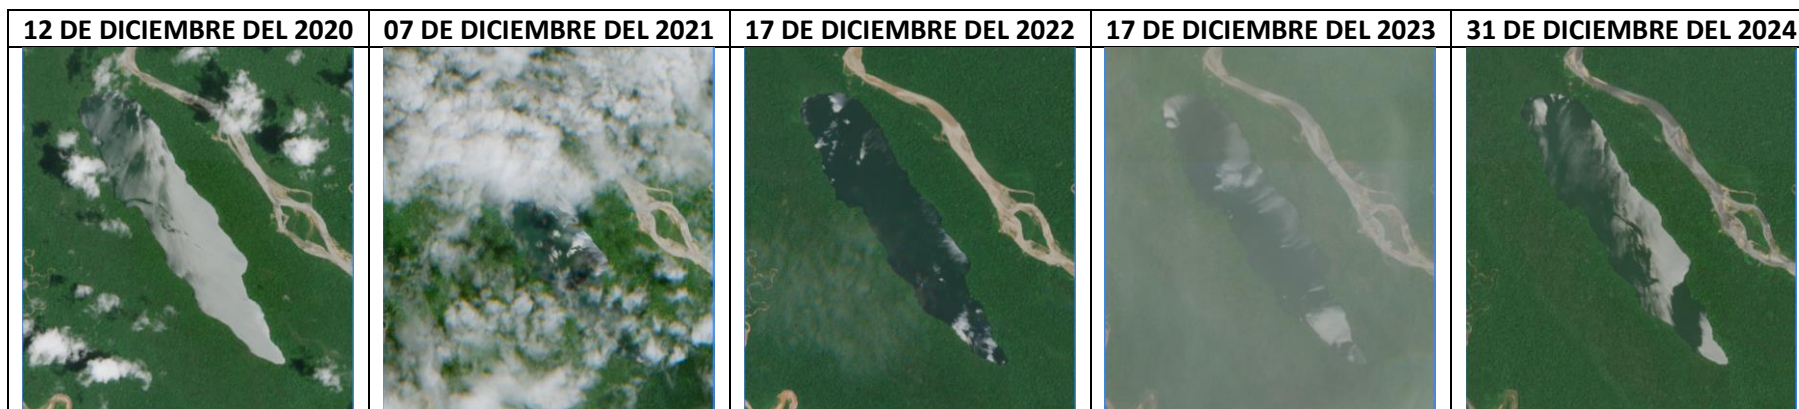 12 DE DICIEMBRE DEL 2020
07 DE DICIEMBRE DEL 2021
17 DE DICIEMBRE DEL 2022
17 DE DICIEMBRE DEL 2023
31 DE DICIEMBRE DEL 2024